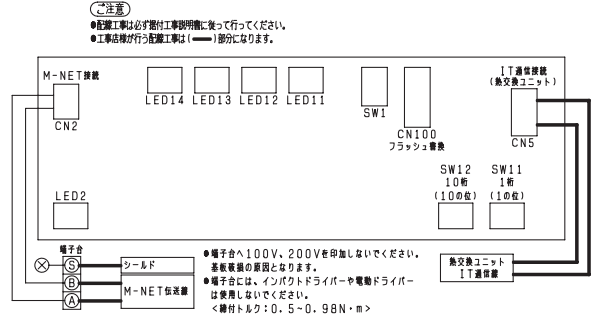 ご注意
●配線工事は必ず据付工事説明書に従って行ってください。
●工事店様が行う配線工事は( )部分になります。
M-NET接続
CN2
LED14
LED13
LED12
LED11
SW1
CN100
フラッシュ書換
IT通信接続
(熱交換ユニット)
CN5
SW12
10桁
(10の位)
SW11
1桁
(1の位)
LED2
端子台
S
B
A
シールド
M-NET伝送線
●端子台へ100V、200Vを印加しないでください。
基板破損の原因となります。
●端子台には、インパクトドライバーや電動ドライバー
は使用しないでください。
<締付トルク:0.5~0.98N・m>
熱交換ユニット
IT通信線